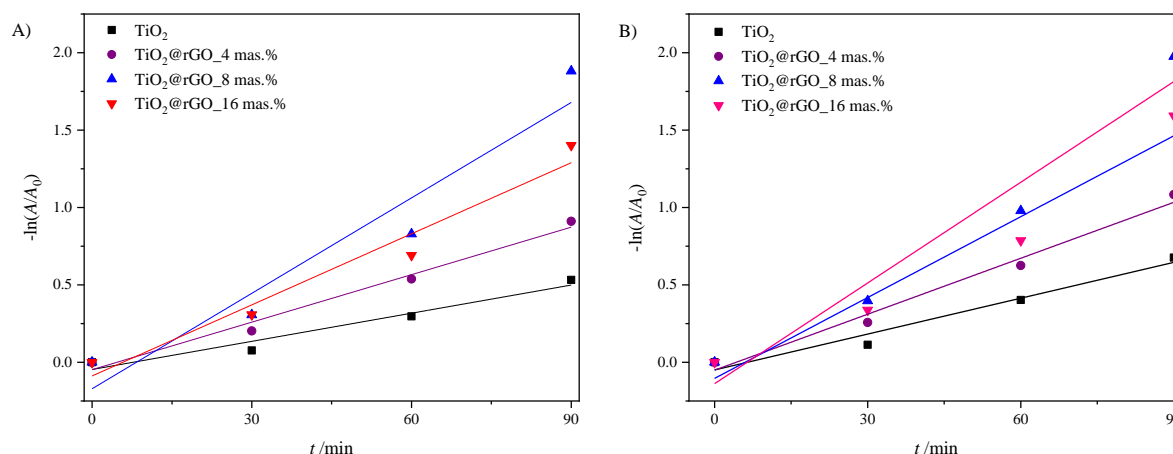 A)
TiO2
TiO2@rGO_4 mas.%
TiO2@rGO_8 mas.%
TiO2@rGO_16 mas.%
2.0
1.5
1.0
0.5
0.0
-ln(A/A0)
0
30
60
90
t /min
B)
TiO2
TiO2@rGO_4 mas.%
TiO2@rGO_8 mas.%
TiO2@rGO_16 mas.%
2.0
1.5
1.0
0.5
0.0
-ln(A/A0)
0
30
60
t /min